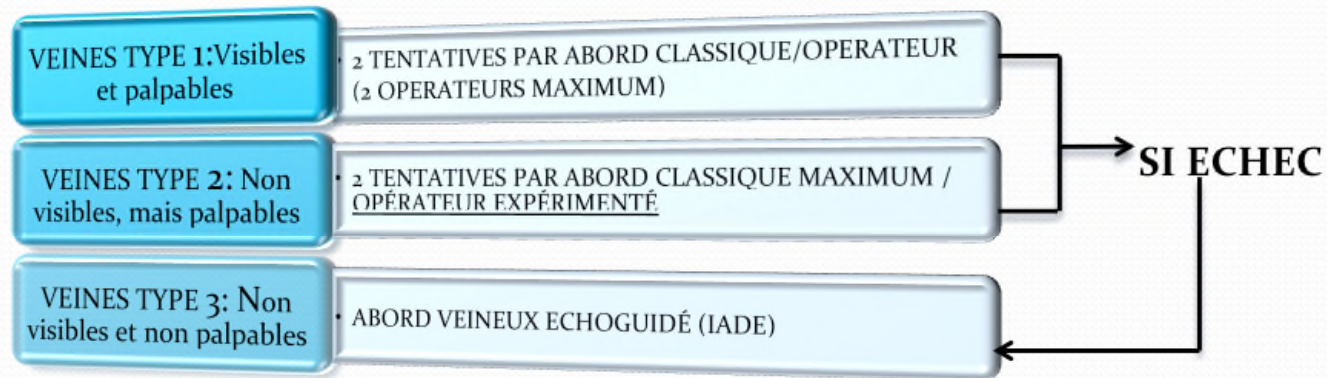 VEINES TYPE 1:Visibles
et palpables
• 2 TENTATIVES PAR ABORD CLASSIQUE/OPERATEUR
(2 OPERATEURS MAXIMUM)
VEINES TYPE 2: Non
visibles, mais palpables
• 2 TENTATIVES PAR ABORD CLASSIQUE MAXIMUM /
OPÉRATEUR EXPÉRIMENTÉ
VEINES TYPE 3: Non
visibles et non palpables
• ABORD VEINEUX ECHOGUIDÉ (IADE)
SI ECHEC